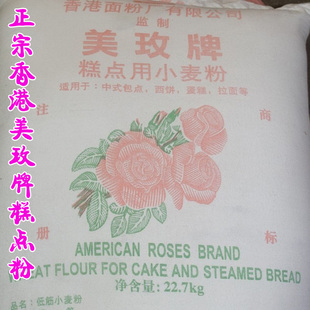 正宗香港美玫牌糕点粉
香港面粉厂有限公司
监制
美玫牌
糕点用小麦粉
适用于：中式包点，西饼，蛋糕，拉面等
注 商
册 标
AMERICAN ROSES BRAND
WHEAT FLOUR FOR CAKE AND STEAMED BREAD
净含量：22.7kg
品名：低筋小麦粉